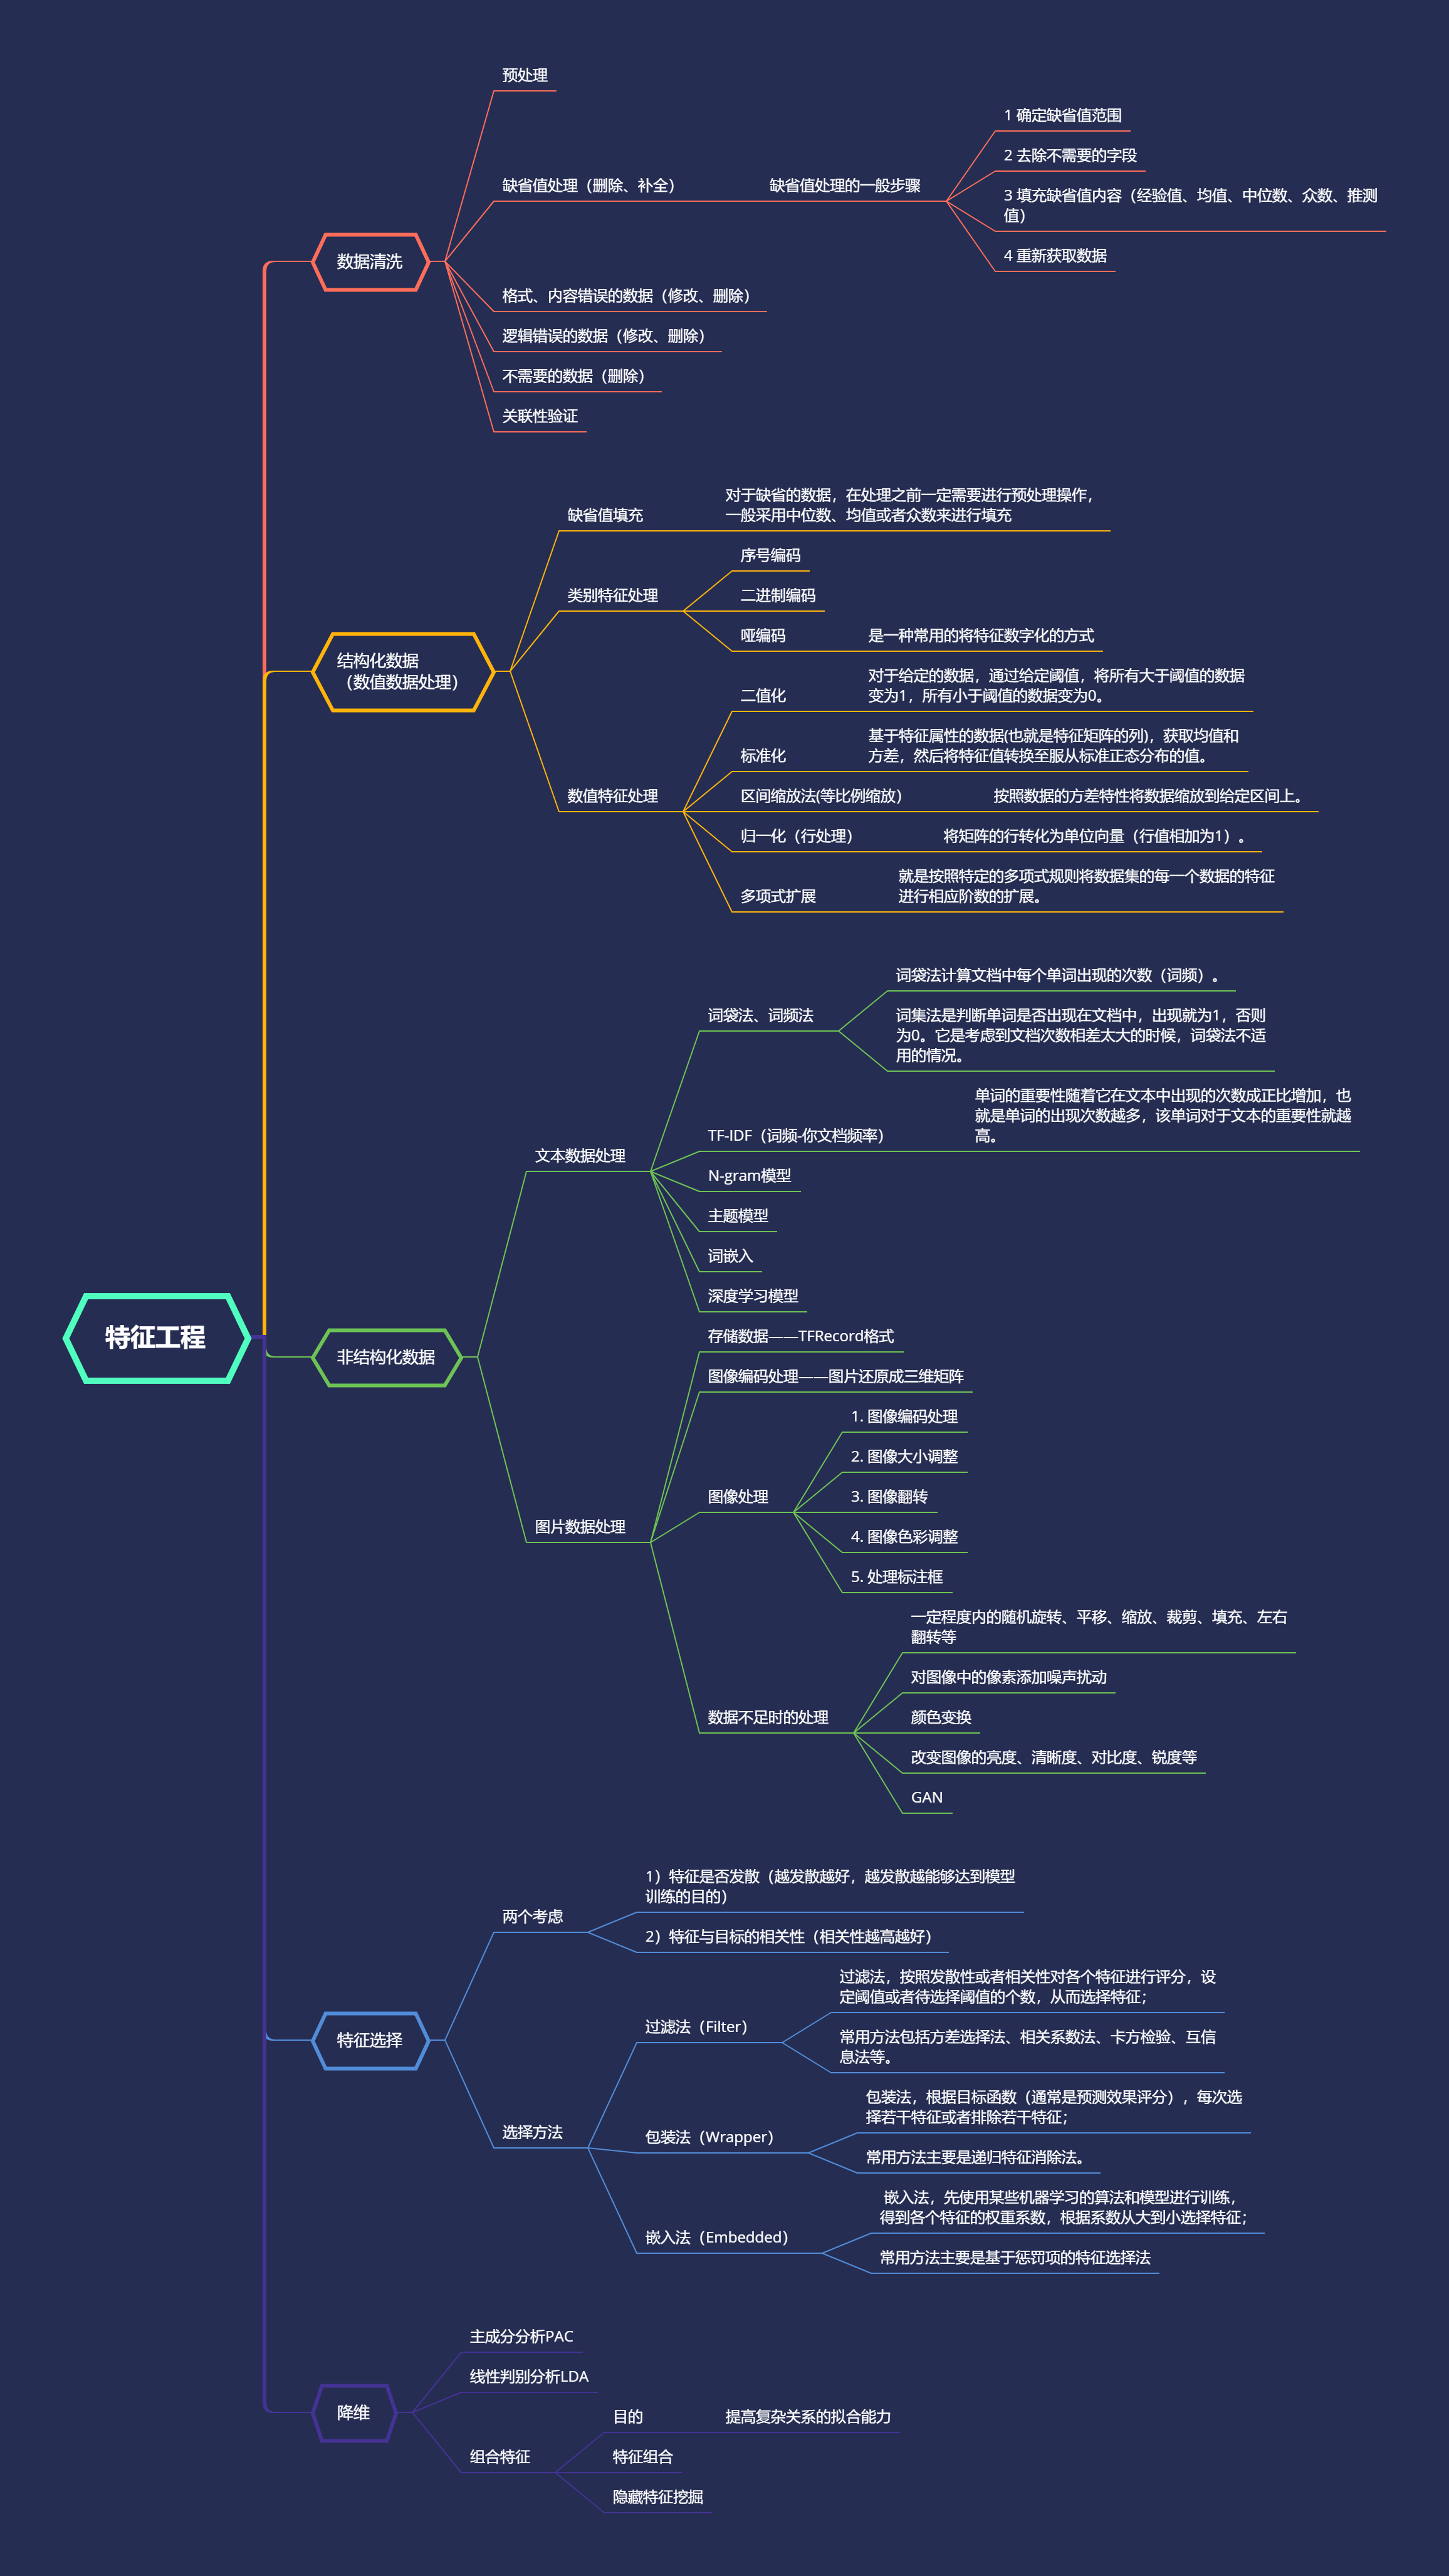 特征工程
数据清洗
预处理
缺省值处理（删除、补全）
缺省值处理的一般步骤
1 确定缺省值范围
2 去除不需要的字段
3 填充缺省值内容（经验值、均值、中位数、众数、推测
值）
4 重新获取数据
格式、内容错误的数据（修改、删除）
逻辑错误的数据（修改、删除）
不需要的数据（删除）
关联性验证
结构化数据
（数值数据处理）
缺省值填充
对于缺省的数据，在处理之前一定需要进行预处理操作，
一般采用中位数、均值或者众数来进行填充
类别特征处理
序号编码
二进制编码
哑编码
是一种常用的将特征数字化的方式
数值特征处理
二值化
对于给定的数据，通过给定阈值，将所有大于阈值的数据
变为1，所有小于阈值的数据变为0。
标准化
基于特征属性的数据(也就是特征矩阵的列)，获取均值和
方差，然后将特征值转换至服从标准正态分布的值。
区间缩放法(等比例缩放）
按照数据的方差特性将数据缩放到给定区间上。
归一化（行处理）
将矩阵的行转化为单位向量（行值相加为1）。
多项式扩展
就是按照特定的多项式规则将数据集的每一个数据的特征
进行相应阶数的扩展。
非结构化数据
文本数据处理
词袋法、词频法
词袋法计算文档中每个单词出现的次数（词频）。
词集法是判断单词是否出现在文档中，出现就为1，否则
为0。它是考虑到文档次数相差太大的时候，词袋法不适
用的情况。
TF-IDF（词频-你文档频率）
单词的重要性随着它在文本中出现的次数成正比增加，也
就是单词的出现次数越多，该单词对于文本的重要性就越
高。
N-gram模型
主题模型
词嵌入
深度学习模型
图片数据处理
存储数据——TFRecord格式
图像编码处理——图片还原成三维矩阵
图像处理
1. 图像编码处理
2. 图像大小调整
3. 图像翻转
4. 图像色彩调整
5. 处理标注框
数据不足时的处理
一定程度内的随机旋转、平移、缩放、裁剪、填充、左右
翻转等
对图像中的像素添加噪声扰动
颜色变换
改变图像的亮度、清晰度、对比度、锐度等
GAN
特征选择
两个考虑
1）特征是否发散（越发散越好，越发散越能够达到模型
训练的目的）
2）特征与目标的相关性（相关性越高越好）
选择方法
过滤法（Filter）
过滤法，按照发散性或者相关性对各个特征进行评分，设
定阈值或者待选择阈值的个数，从而选择特征；
常用方法包括方差选择法、相关系数法、卡方检验、互信
息法等。
包装法（Wrapper）
包装法，根据目标函数（通常是预测效果评分），每次选
择若干特征或者排除若干特征；
常用方法主要是递归特征消除法。
嵌入法（Embedded）
嵌入法，先使用某些机器学习的算法和模型进行训练，
得到各个特征的权重系数，根据系数从大到小选择特征；
常用方法主要是基于惩罚项的特征选择法
降维
主成分分析PAC
线性判别分析LDA
组合特征
目的
提高复杂关系的拟合能力
特征组合
隐藏特征挖掘